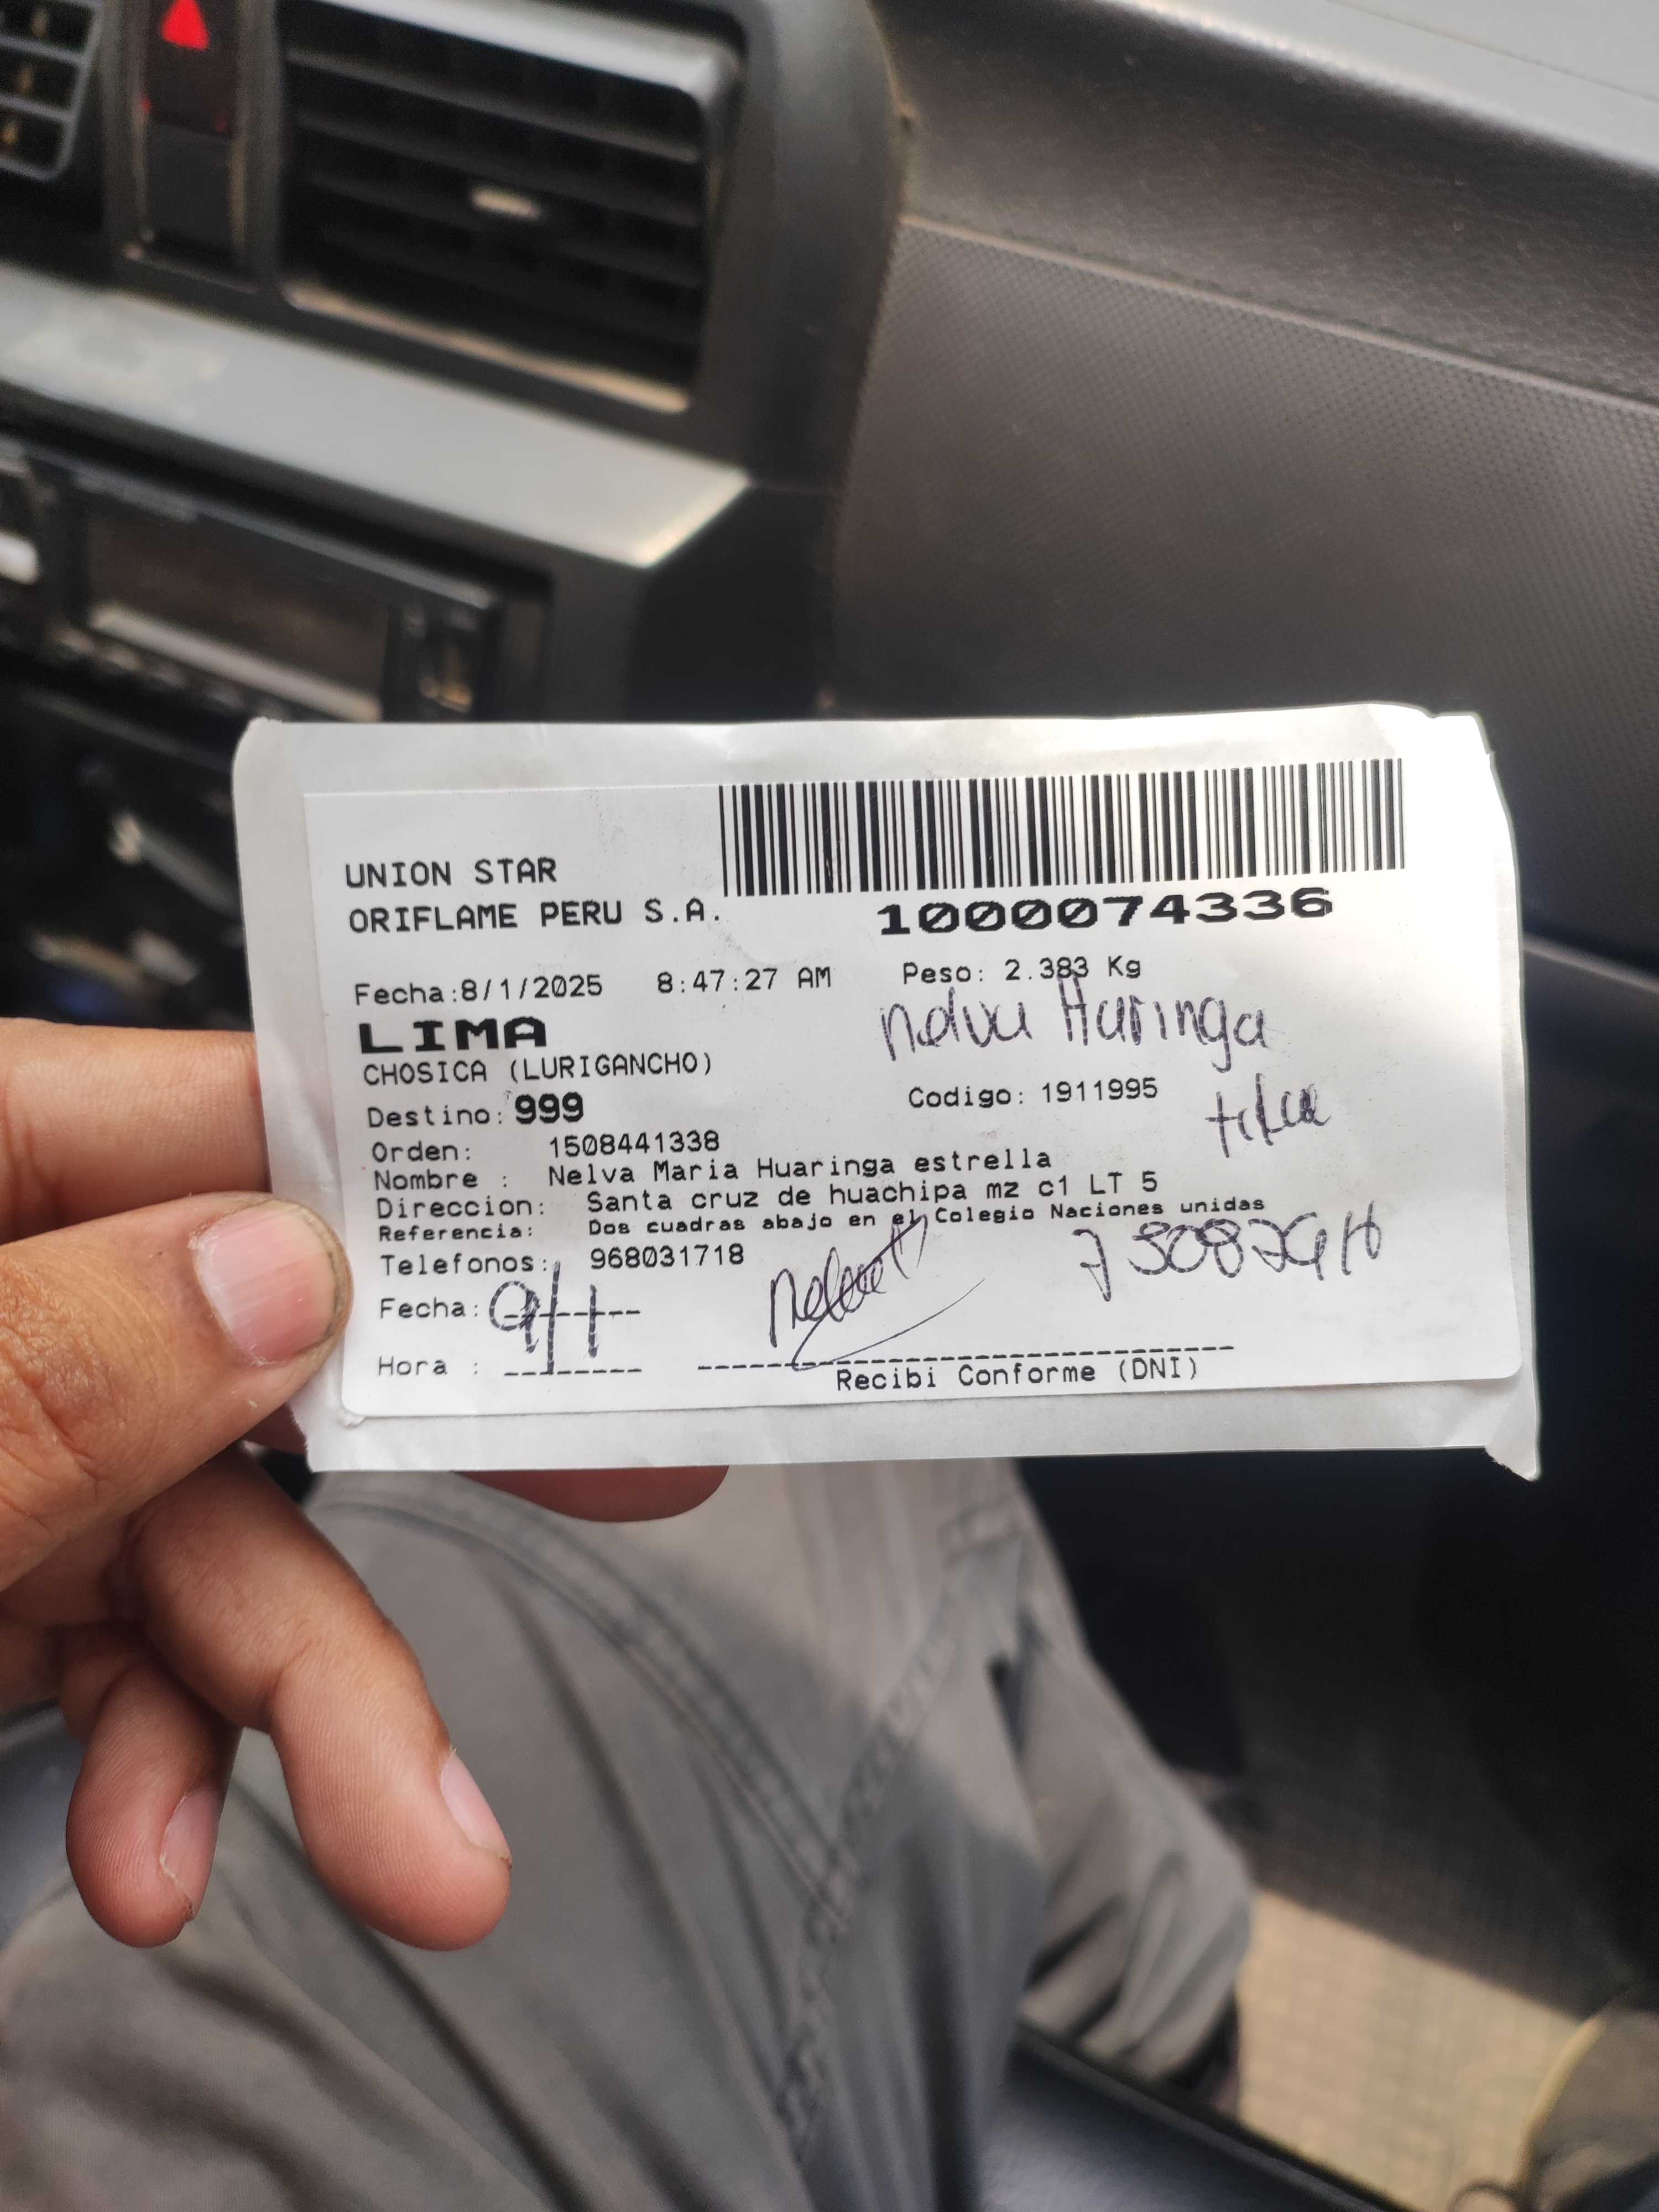 UNION STAR
ORIFLAME PERU S.A.
1000074336
Fecha:8/1/2025 8:47:27 AM Peso: 2.383 Kg
LIMA
Nelva Haringa
CHOSICA (LURIGANCHO)
Codigo: 1911995
Destino: 999
Orden: 1508441338
Nombre : Nelva Maria Huaringa estrella
Direccion: Santa cruz de huachipa mz c1 LT 5
Referencia: Dos cuadras abajo en el Colegio Naciones unidas
Telefonos: 968031718
Fecha: 9/1
Hora :
Recibi Conforme (DNI)